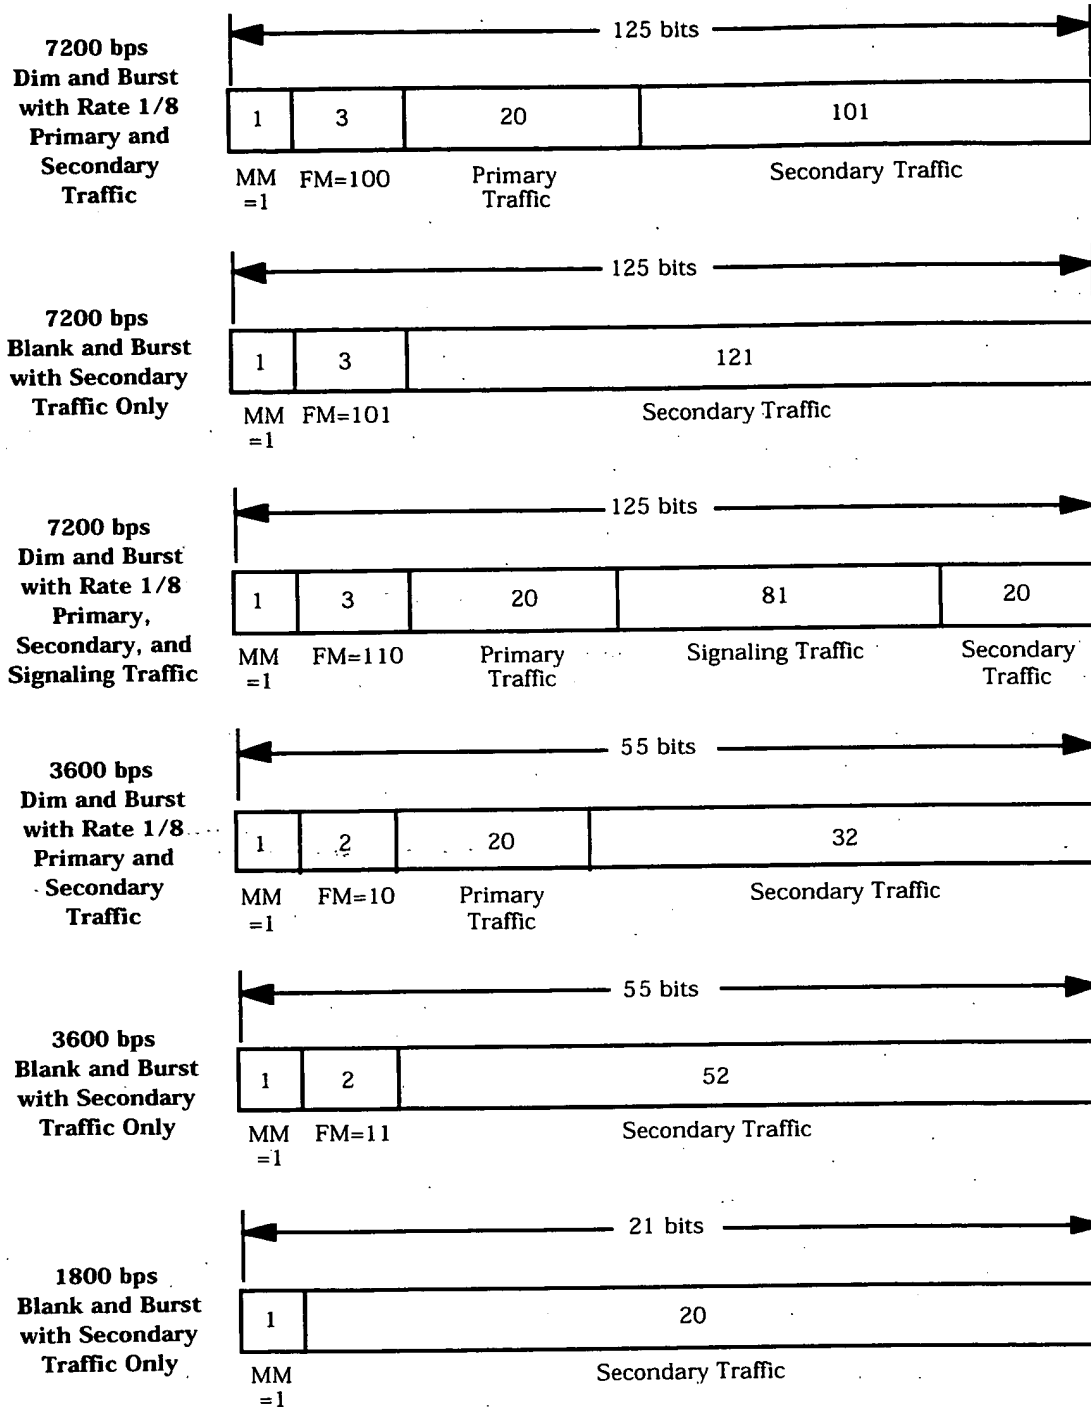 125 bits
7200 bps
Dim and Burst
with Rate 1/8
Primary and
Secondary
Traffic
1 3 20 101
MM
=1
FM=100
Primary
Traffic
Secondary Traffic
125 bits
7200 bps
Blank and Burst
with Secondary
Traffic Only
1 3 121
MM
=1
FM=101
Secondary Traffic
125 bits
7200 bps
Dim and Burst
with Rate 1/8
Primary,
Secondary, and
Signaling Traffic
1 3 20 81 20
MM
=1
FM=110
Primary
Traffic
Signaling Traffic
Secondary
Traffic
55 bits
3600 bps
Dim and Burst
with Rate 1/8
Primary and
Secondary
Traffic
1 2 20 32
MM
=1
FM=10
Primary
Traffic
Secondary Traffic
55 bits
3600 bps
Blank and Burst
with Secondary
Traffic Only
1 2 52
MM
=1
FM=11
Secondary Traffic
21 bits
1800 bps
Blank and Burst
with Secondary
Traffic Only
1 20
MM
=1
Secondary Traffic